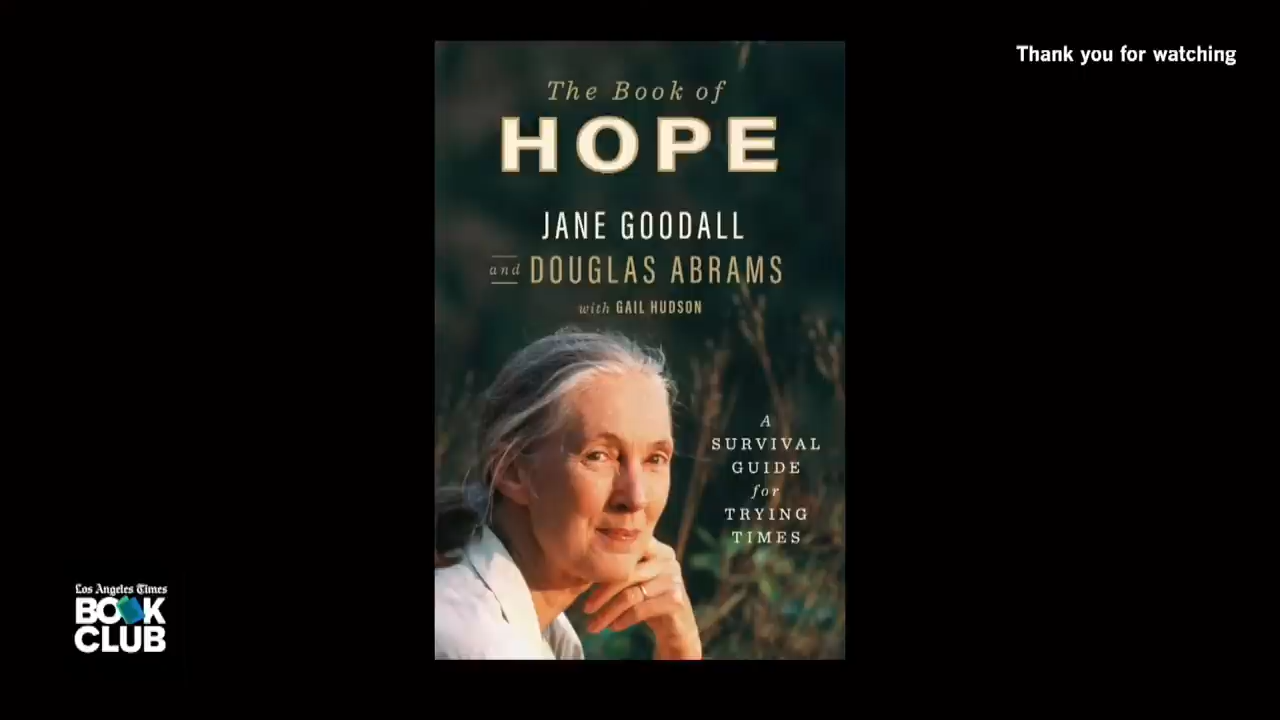 Thank you for watching
The Book of
HOPE
JANE GOODALL
and DOUGLAS ABRAMS
with GAIL HUDSON
A
SURVIVAL
GUIDE
for
TRYING
TIMES
Los Angeles Times
BOOK
CLUB